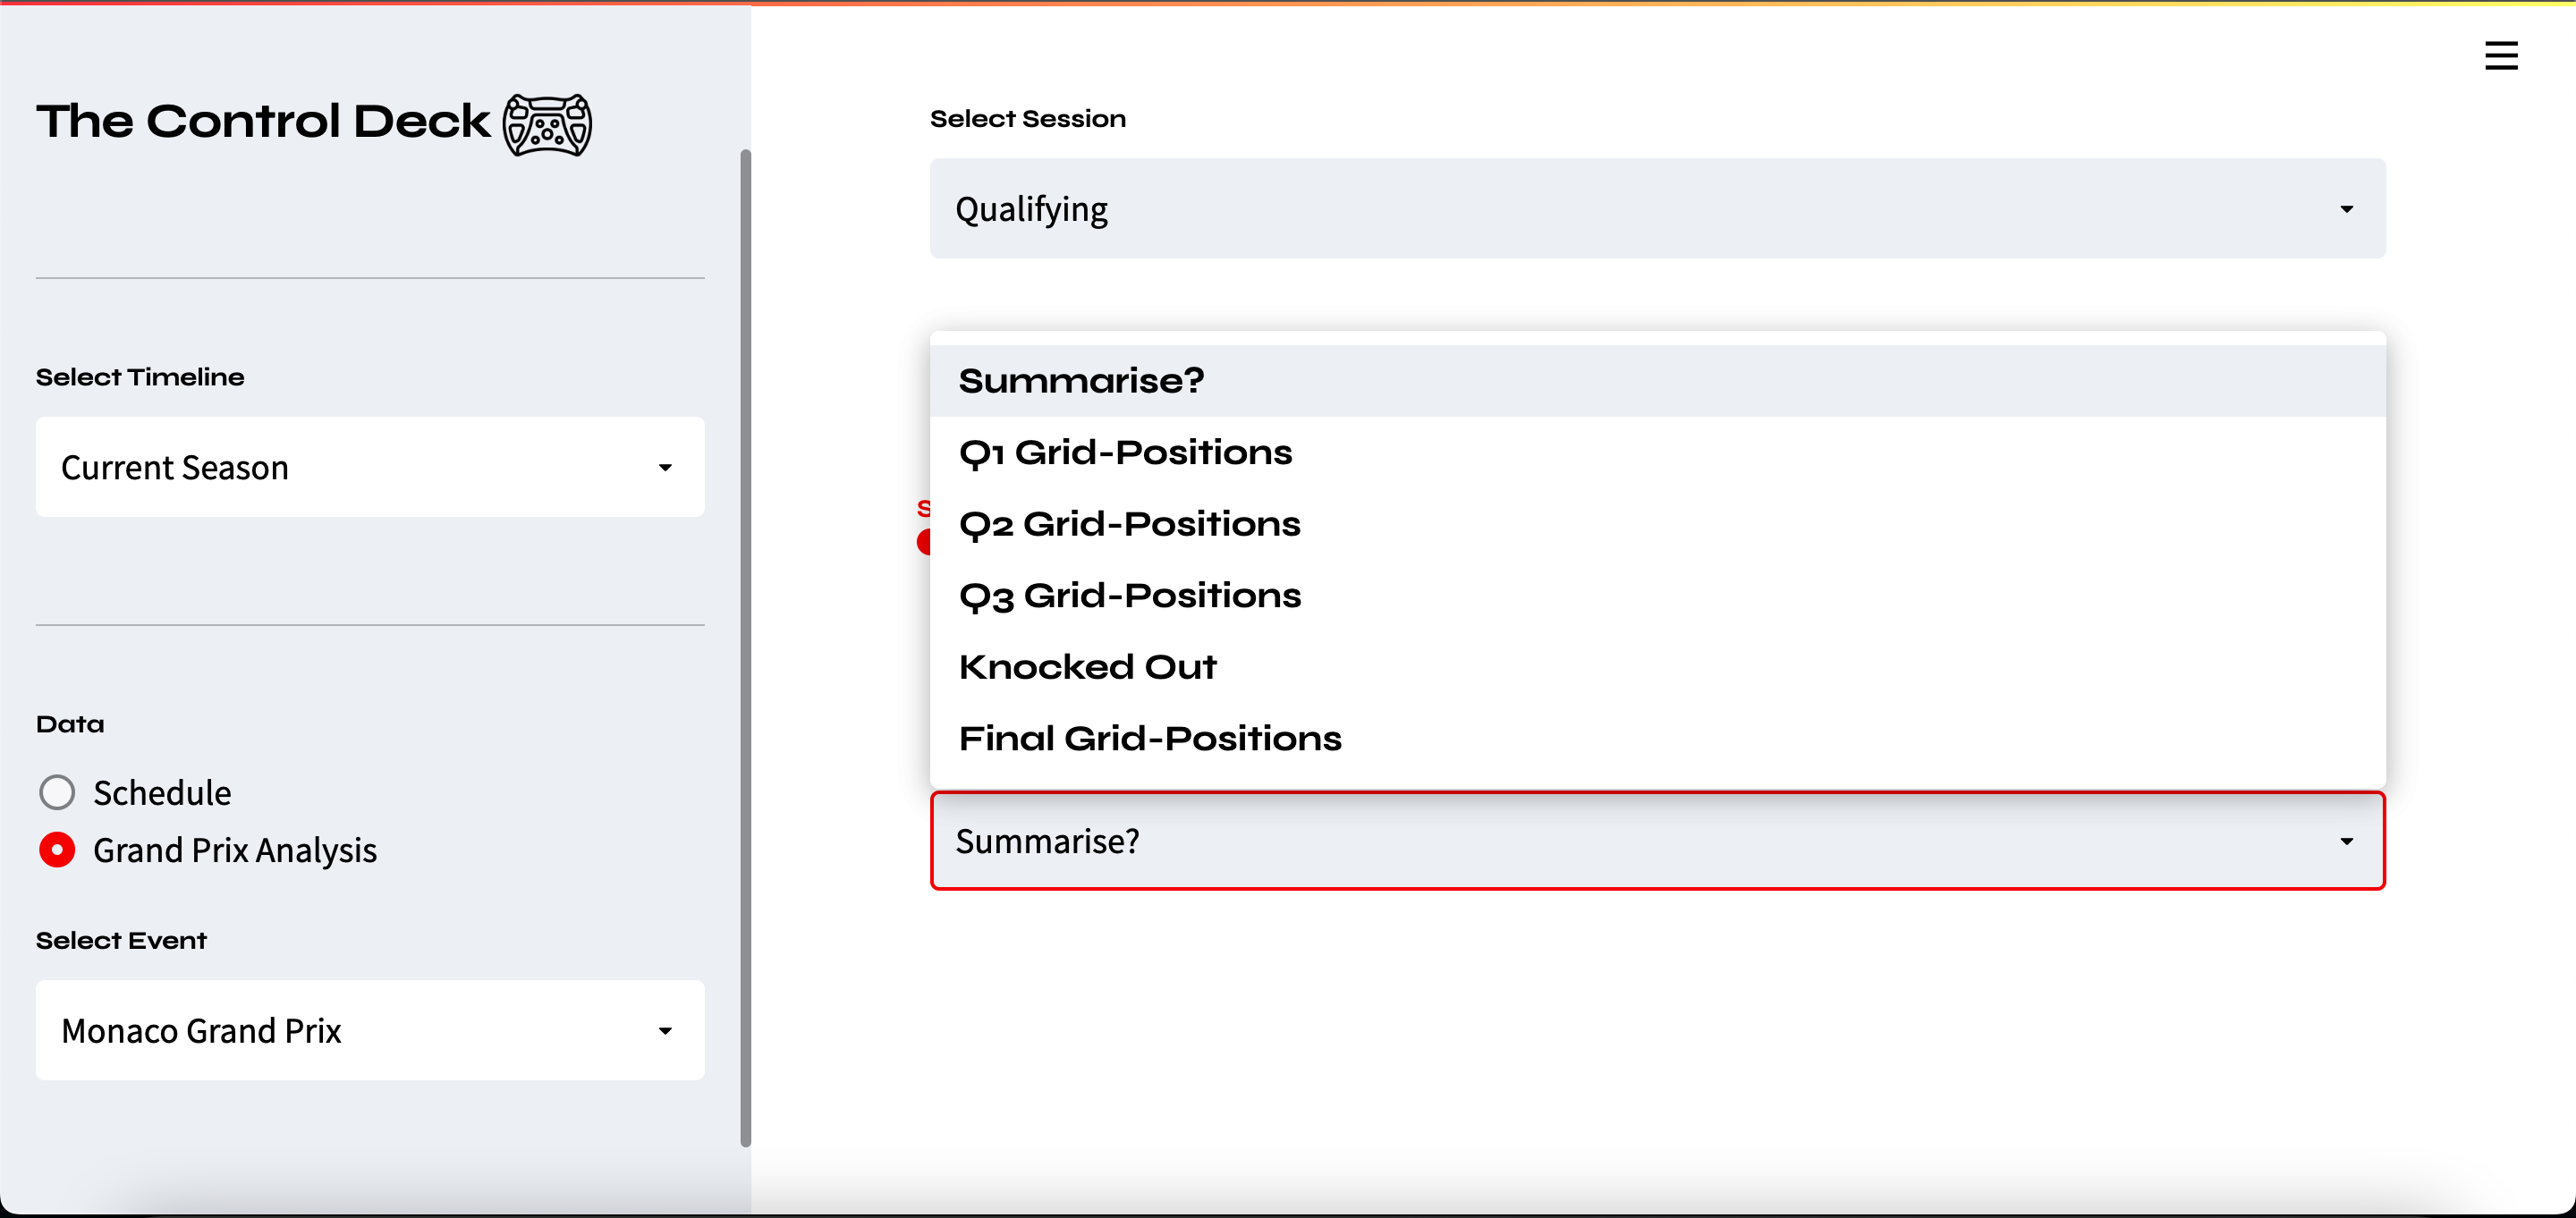 The Control Deck
Select Timeline
Current Season
Data
Schedule
Grand Prix Analysis
Select Event
Monaco Grand Prix
Select Session
Qualifying
Summarise?
Q1 Grid-Positions
Q2 Grid-Positions
Q3 Grid-Positions
Knocked Out
Final Grid-Positions
Summarise?